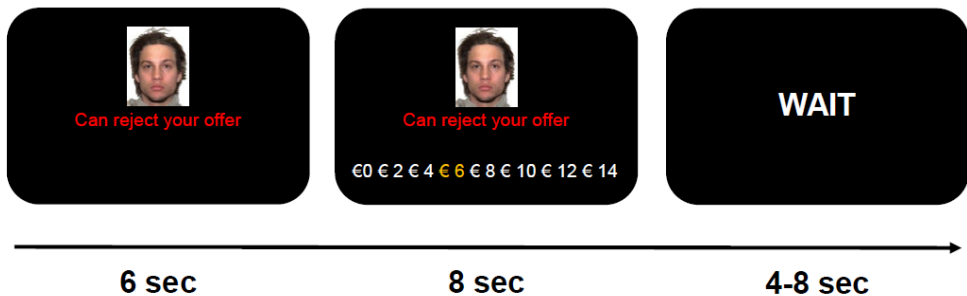 Can reject your offer
Can reject your offer
€0 € 2 € 4 € 6 € 8 € 10 € 12 € 14
WAIT
6 sec
8 sec
4-8 sec